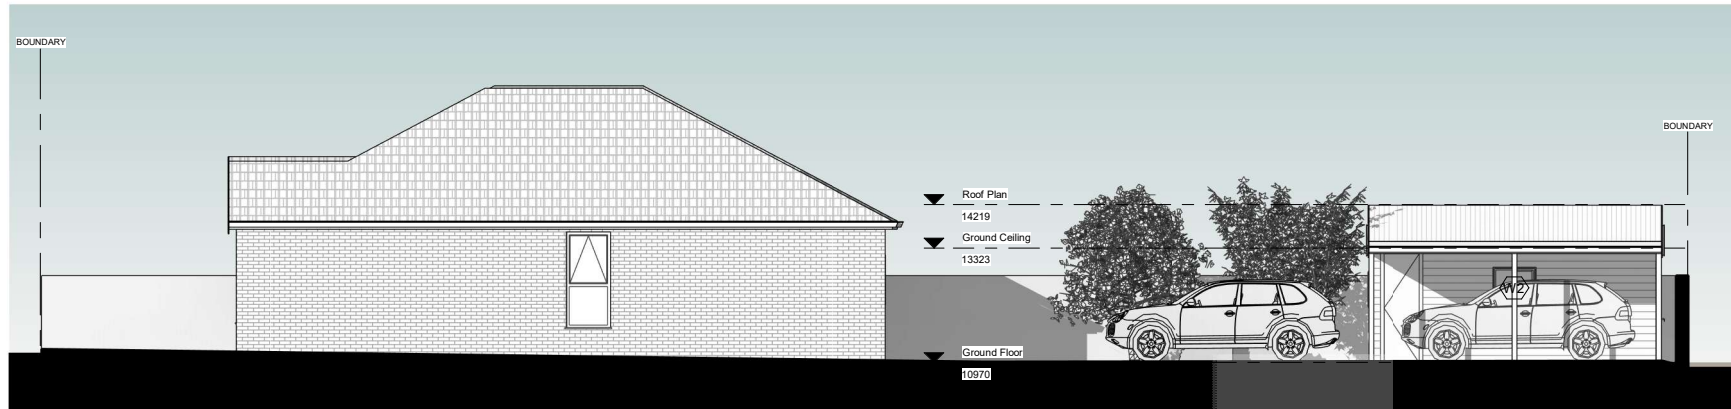 BOUNDARY
BOUNDARY
Roof Plan
14219
Ground Ceiling
13323
W2
Ground Floor
10970